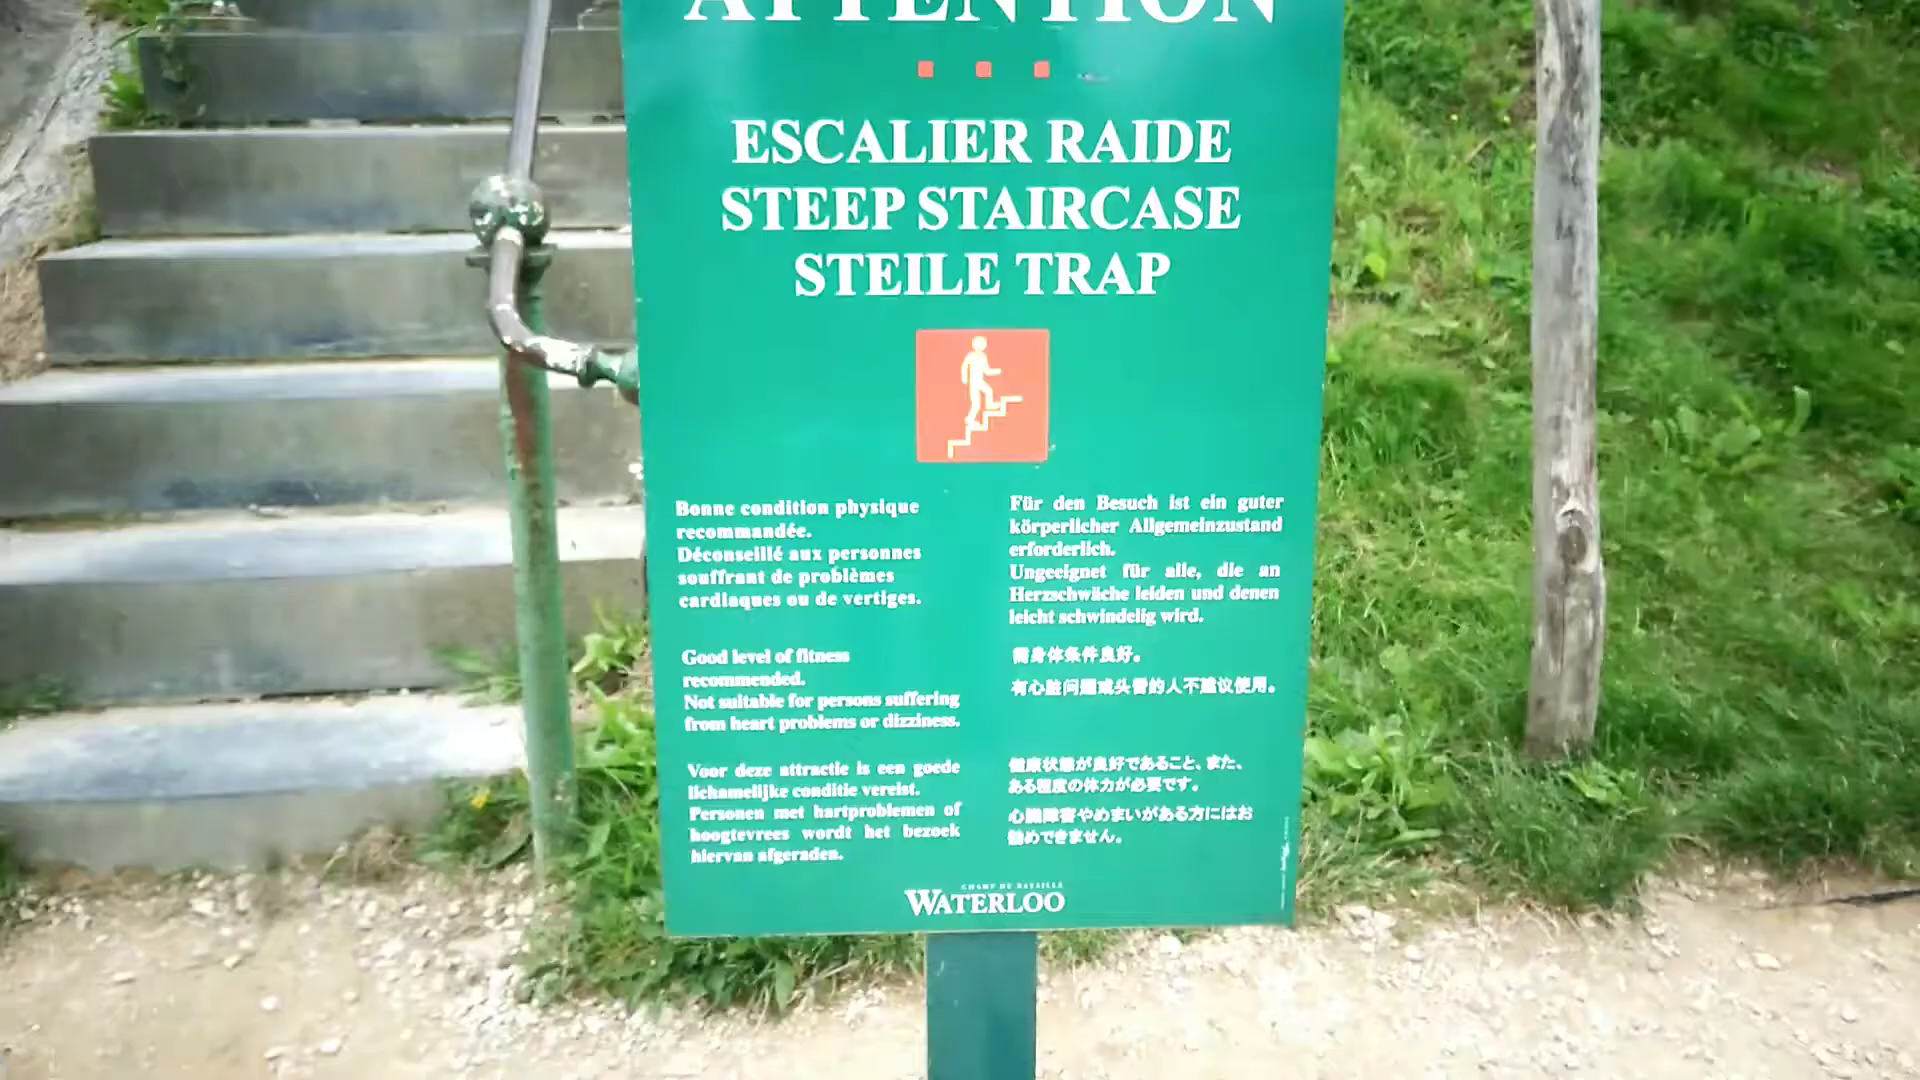 ATTENTION
ESCALIER RAIDE
STEEP STAIRCASE
STEILE TRAP
Bonne condition physique
recommandée.
Déconseillé aux personnes
souffrant de problèmes
cardiaques ou de vertiges.
Good level of fitness
recommended.
Not suitable for persons suffering
from heart problems or dizziness.
Voor deze attractie is een goede
lichamelijke conditie vereist.
Personen met hartproblemen of
hoogtevrees wordt het bezoek
hiervan afgeraden.
Für den Besuch ist ein guter
körperlicher Allgemeinzustand
erforderlich.
Ungeeignet für alle, die an
Herzschwäche leiden und denen
leicht schwindelig wird.
需身体条件良好。
有心脏问题或头晕的人不建议使用。
健康状態が良好であること、また、
ある程度の体力が必要です。
心臓障害やめまいがある方にはお
勧めできません。
CHAMP DE BATAILLE
WATERLOO